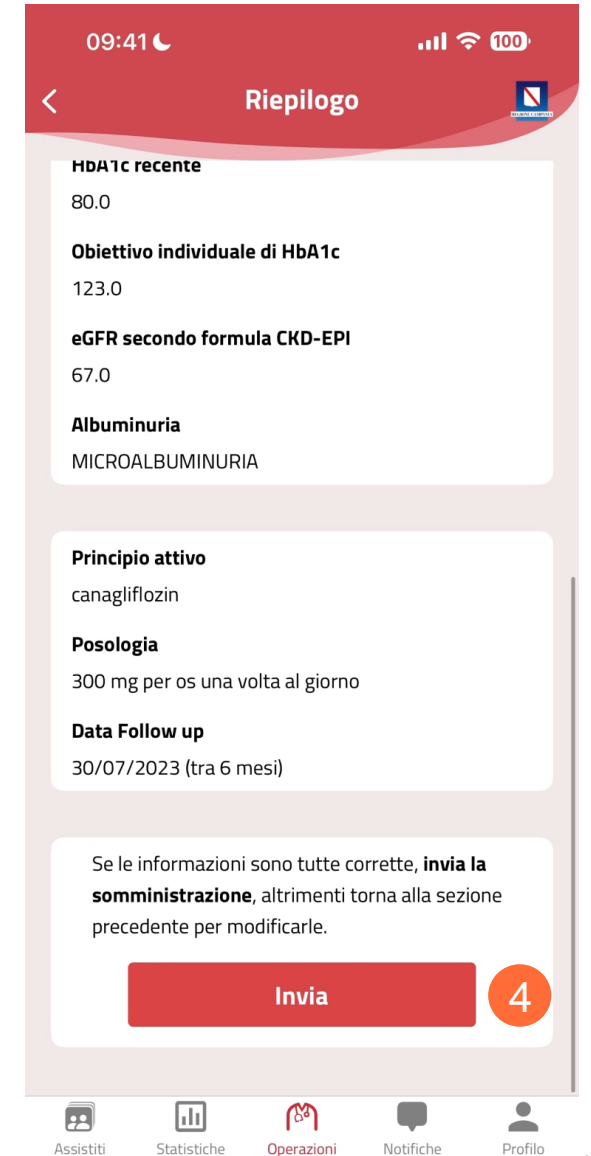 09:41
100
Riepilogo
REGIONE CAMPANIA
HbA1c recente
80.0
Obiettivo individuale di HbA1c
123.0
eGFR secondo formula CKD-EPI
67.0
Albuminuria
MICROALBUMINURIA
Principio attivo
canagliflozin
Posologia
300 mg per os una volta al giorno
Data Follow up
30/07/2023 (tra 6 mesi)
Se le informazioni sono tutte corrette, invia la
somministrazione, altrimenti torna alla sezione
precedente per modificarle.
Invia
4
Assistiti Statistiche Operazioni Notifiche Profilo